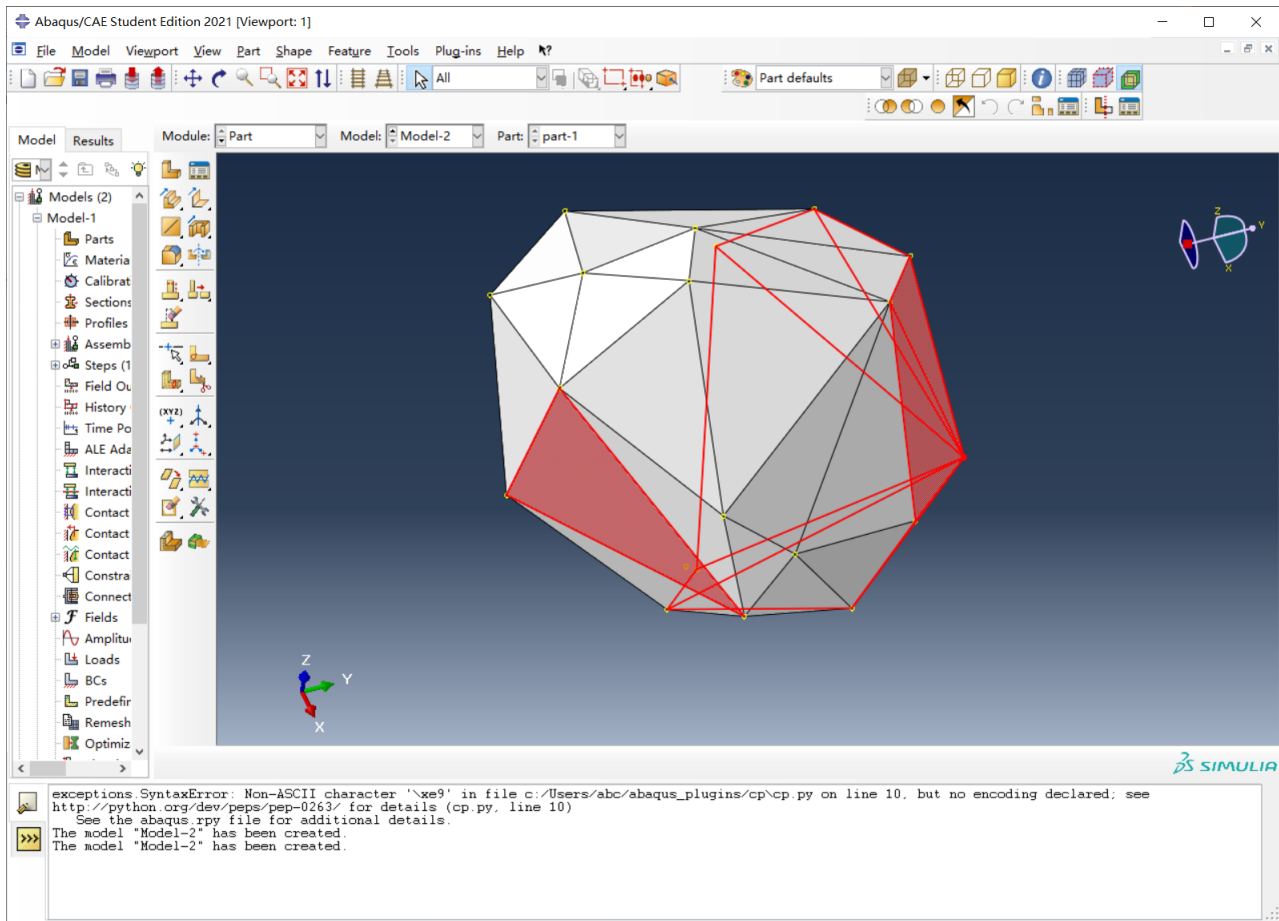 Abaqus/CAE Student Edition 2021 [Viewport: 1]
File Model Viewport View Part Shape Feature Tools Plug-ins Help
All
Part defaults
Model Results
Module: Part Model: Model-2 Part: part-1
Models (2)
Model-1
Parts
Materia
Calibrat
Sections
Profiles
Assemb
Steps (1
Field Ou
History
Time Po
ALE Ada
Interacti
Interacti
Contact
Contact
Contact
Constra
Connect
Fields
Amplitu
Loads
BCs
Predefin
Remesh
Optimiz
(XYZ)
Z
Y
X
Z
Y
X
SIMULIA
exceptions.SyntaxError: Non-ASCII character '\xe9' in file c:/Users/abc/abaqus_plugins/cp\cp.py on line 10, but no encoding declared; see
http://python.org/dev/peps/pep-0263/ for details (cp.py, line 10)
See the abaqus.rpy file for additional details.
The model "Model-2" has been created.
The model "Model-2" has been created.
>>>